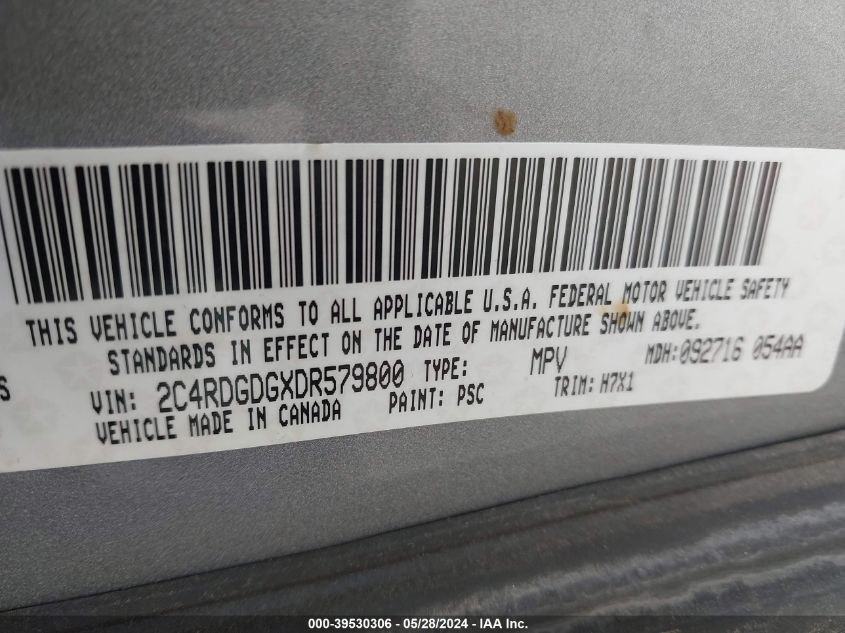 THIS VEHICLE CONFORMS TO ALL APPLICABLE U.S.A. FEDERAL MOTOR VEHICLE SAFETY
STANDARDS IN EFFECT ON THE DATE OF MANUFACTURE SHOWN ABOVE.
S
VIN: 2C4RDGDGXDR579800 TYPE: MPV MDH:092716 054AA
VEHICLE MADE IN CANADA PAINT: PSC TRIM: H7X1
000-39530306 - 05/28/2024 - IAA Inc.